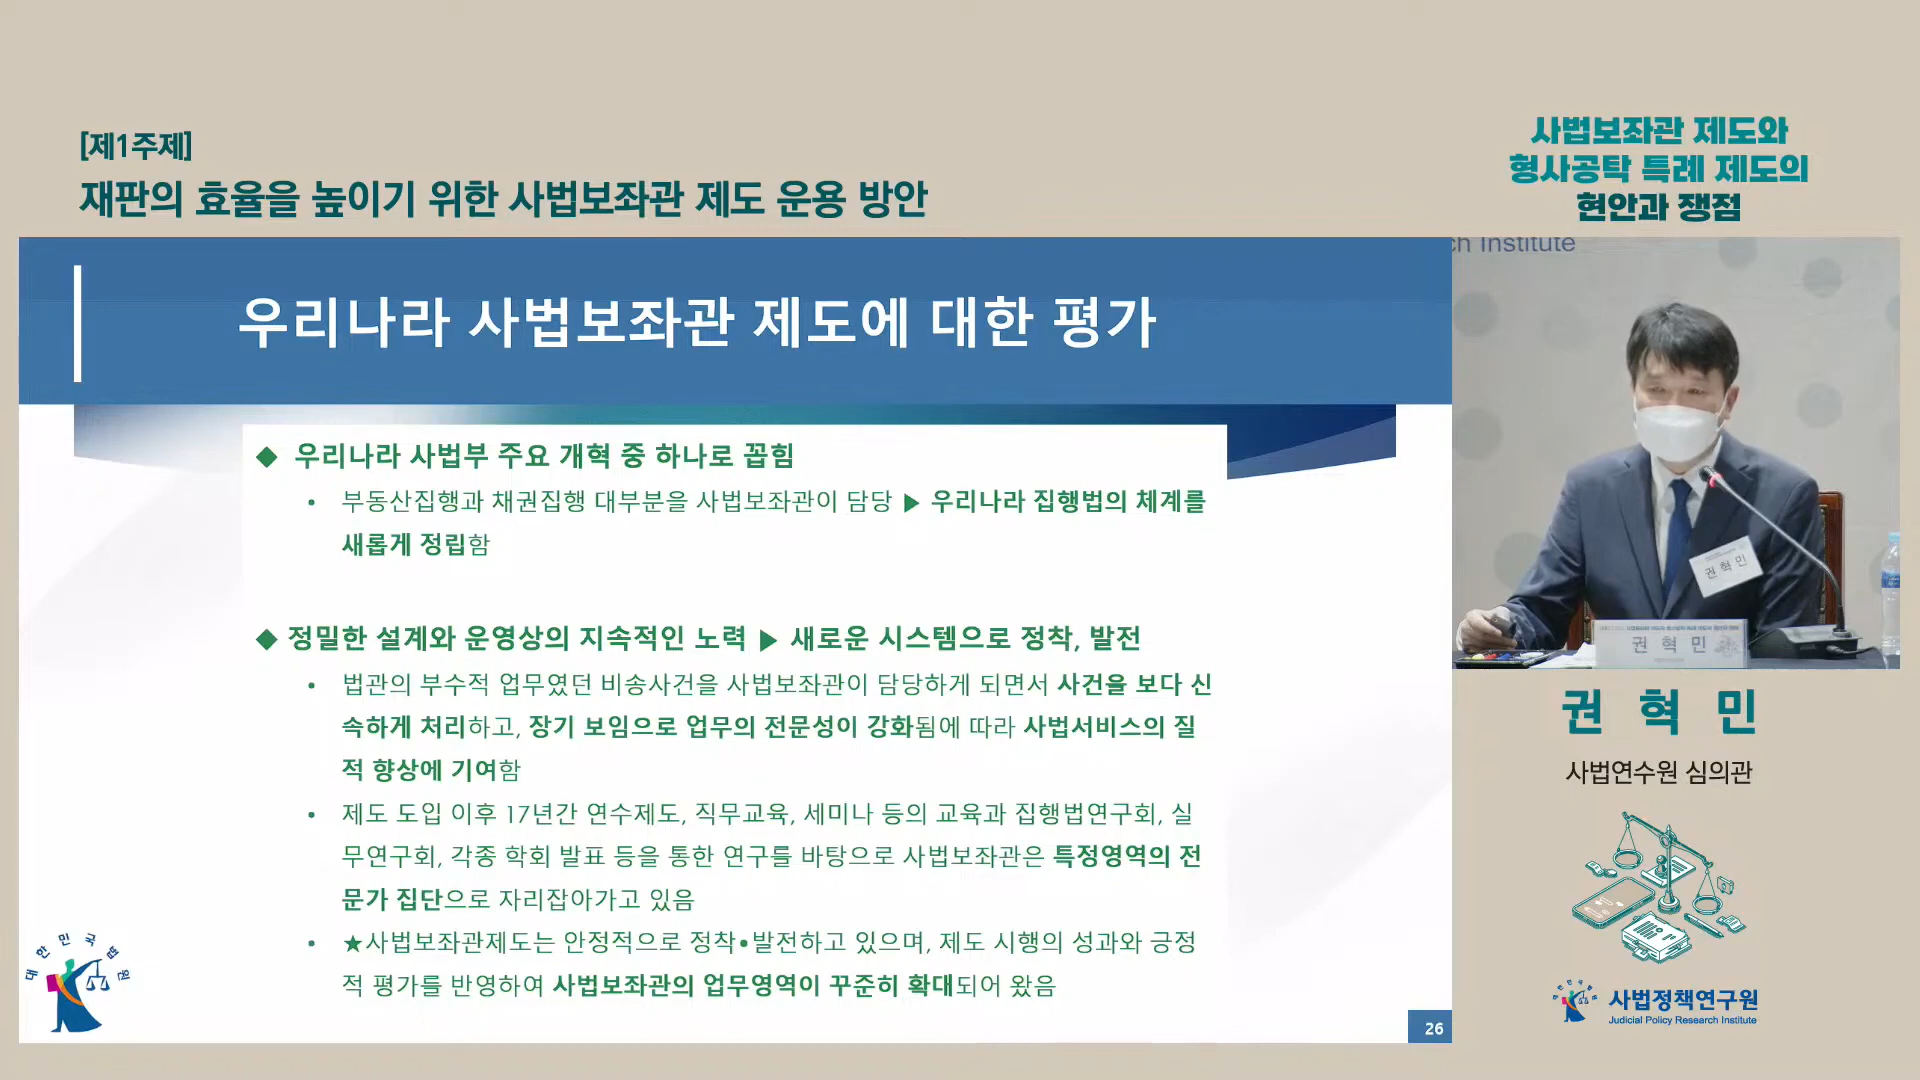 [제1주제]
재판의 효율을 높이기 위한 사법보좌관 제도 운용 방안
사법보좌관 제도와
형사공탁 특례 제도의
현안과 쟁점
우리나라 사법보좌관 제도에 대한 평가
◆ 우리나라 사법부 주요 개혁 중 하나로 꼽힘
• 부동산집행과 채권집행 대부분을 사법보좌관이 담당 ▶ 우리나라 집행법의 체계를
새롭게 정립함
◆ 정밀한 설계와 운영상의 지속적인 노력 ▶ 새로운 시스템으로 정착, 발전
• 법관의 부수적 업무였던 비송사건을 사법보좌관이 담당하게 되면서 사건을 보다 신
속하게 처리하고, 장기 보임으로 업무의 전문성이 강화됨에 따라 사법서비스의 질
적 향상에 기여함
• 제도 도입 이후 17년간 연수제도, 직무교육, 세미나 등의 교육과 집행법연구회, 실
무연구회, 각종 학회 발표 등을 통한 연구를 바탕으로 사법보좌관은 특정영역의 전
문가 집단으로 자리잡아가고 있음
• ★사법보좌관제도는 안정적으로 정착•발전하고 있으며, 제도 시행의 성과와 긍정
적 평가를 반영하여 사법보좌관의 업무영역이 꾸준히 확대되어 왔음
대한민국법원
26
ch Institute
권혁민
권 혁 민
권 혁 민
사법연수원 심의관
사법정책연구원
Judicial Policy Research Institute